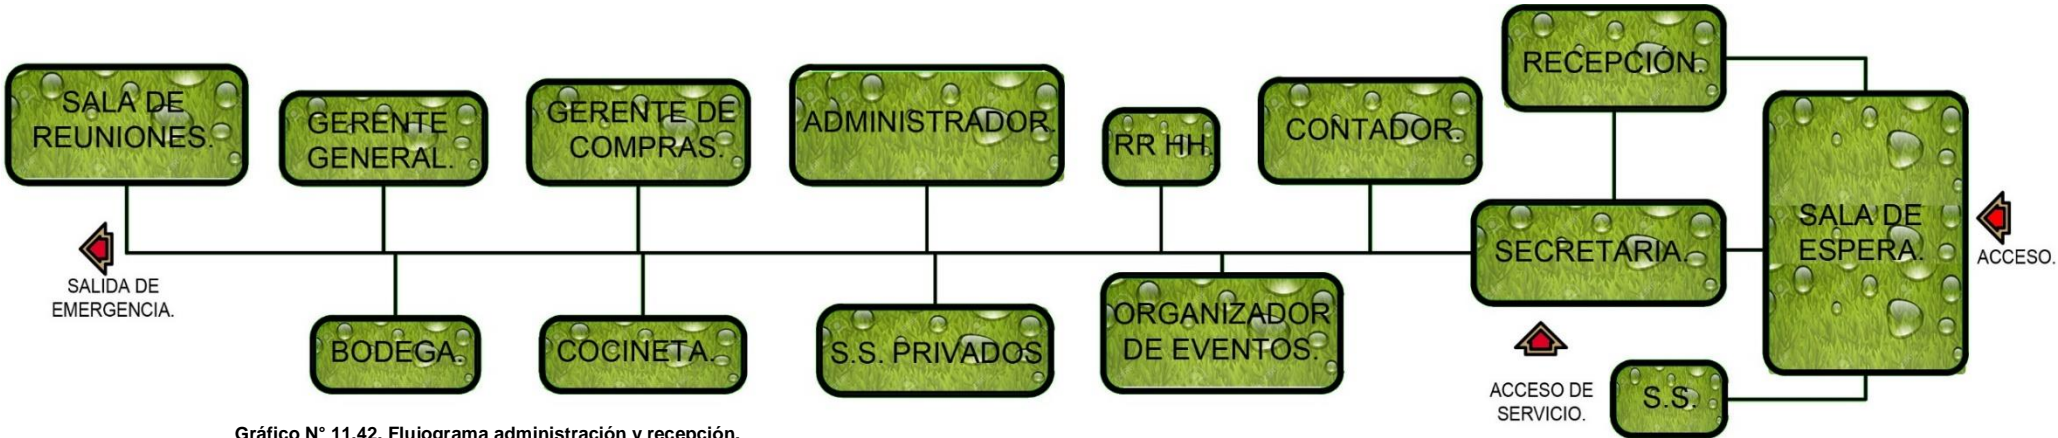 RECEPCIÓN.
SALA DE
REUNIONES.
GERENTE
GENERAL.
GERENTE DE
COMPRAS.
ADMINISTRADOR.
RR HH.
CONTADOR.
SECRETARIA.
SALA DE
ESPERA.
ACCESO.
SALIDA DE
EMERGENCIA.
BODEGA.
COCINETA.
S.S. PRIVADOS
ORGANIZADOR
DE EVENTOS.
ACCESO DE
SERVICIO.
S.S.
Gráfico N° 11.42. Flujograma administración y recepción.